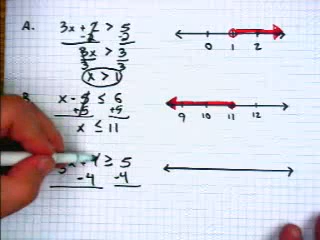 A. 3x + 2 > 5
-2 -2
3x > 3
3 3
x > 1
0 1 2
B. x - 5 ≤ 6
+5 +5
x ≤ 11
9 10 11 12
≥ 5
-4 -4